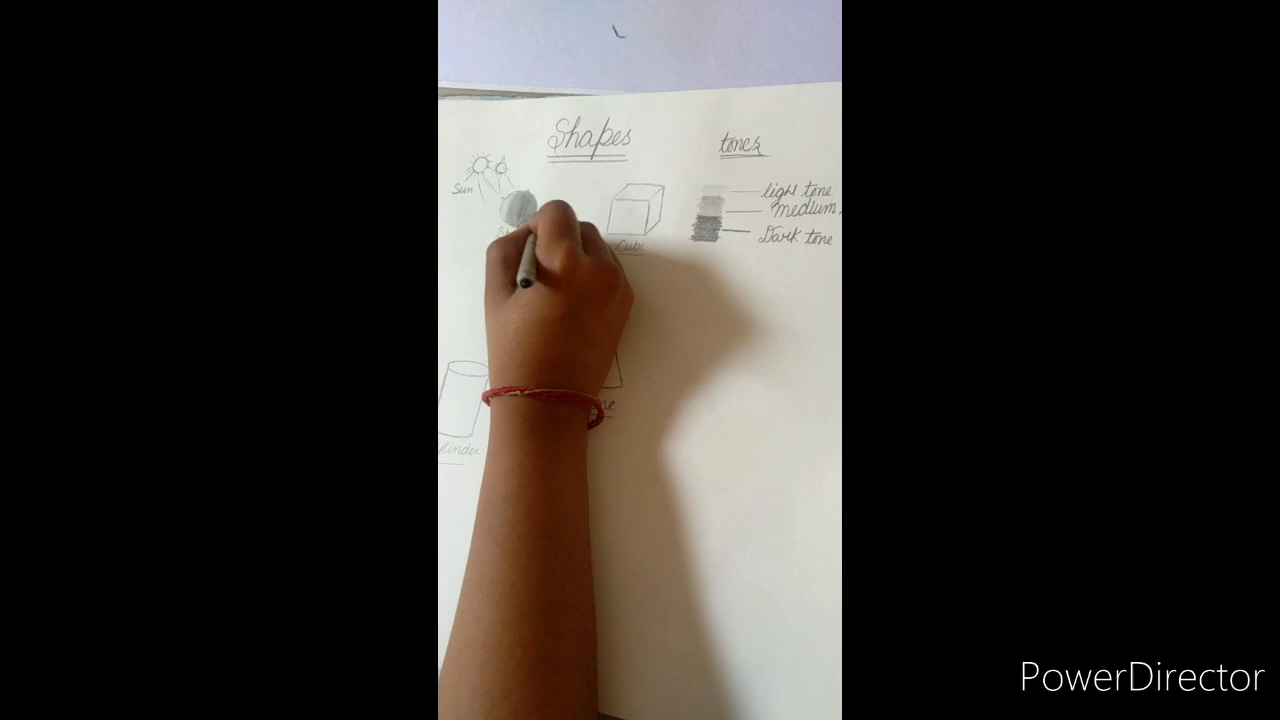 Shapes
tones
Sun
light tone
medium
Cube
Dark tone
PowerDirector